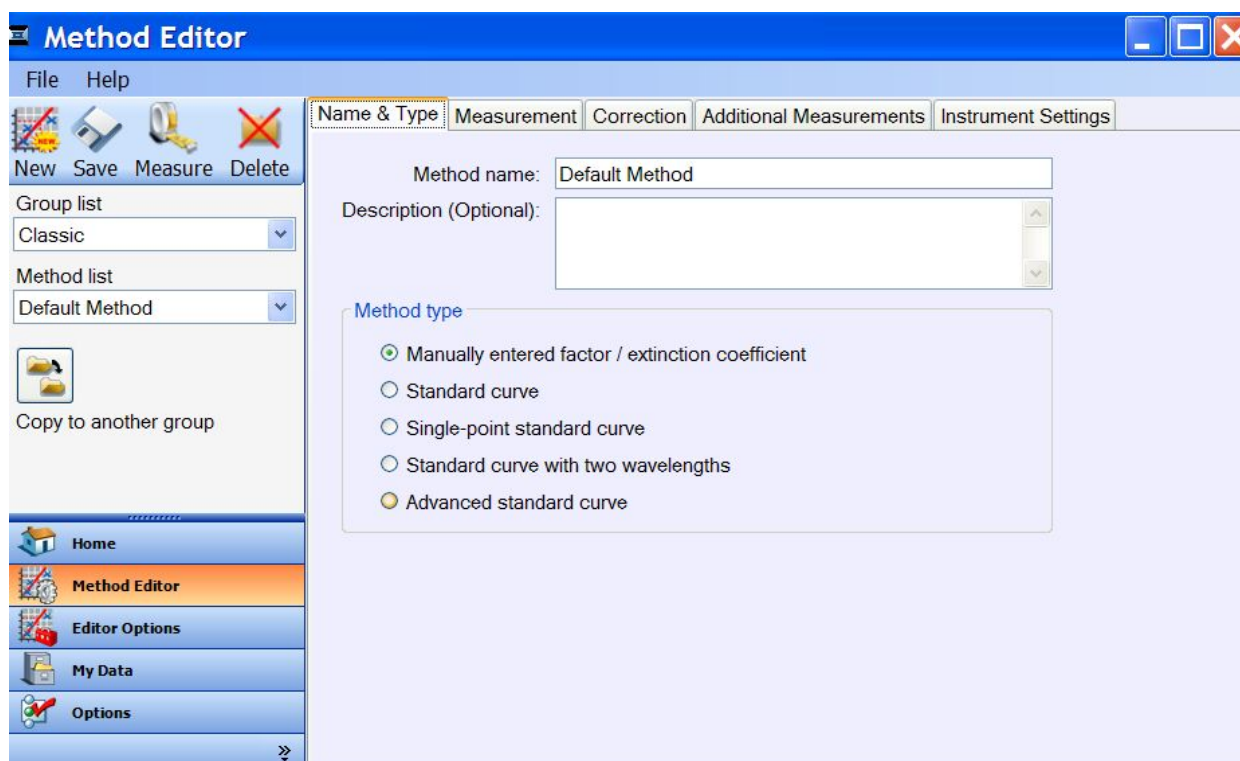 Method Editor
File Help
New Save Measure Delete
Group list
Classic
Method list
Default Method
Copy to another group
Home
Method Editor
Editor Options
My Data
Options
Name & Type Measurement Correction Additional Measurements Instrument Settings
Method name: Default Method
Description (Optional):
Method type
Manually entered factor / extinction coefficient
Standard curve
Single-point standard curve
Standard curve with two wavelengths
Advanced standard curve